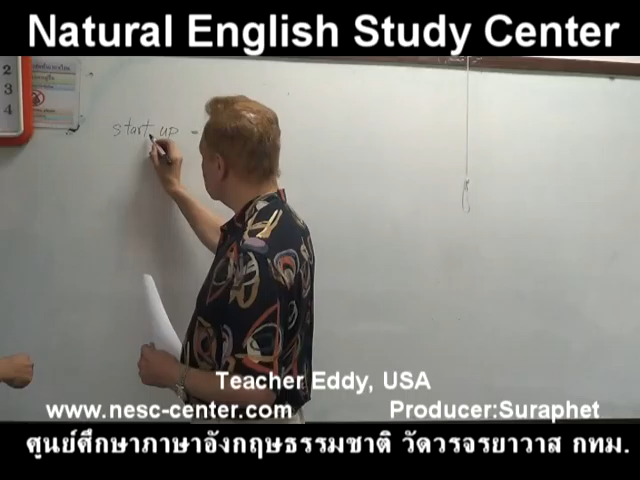 Natural English Study Center
2
3
4
start up =
Teacher Eddy, USA
www.nesc-center.com
Producer:Suraphet
ศูนย์ศึกษาภาษาอังกฤษธรรมชาติ วัดวรจรยาวาส กทม.